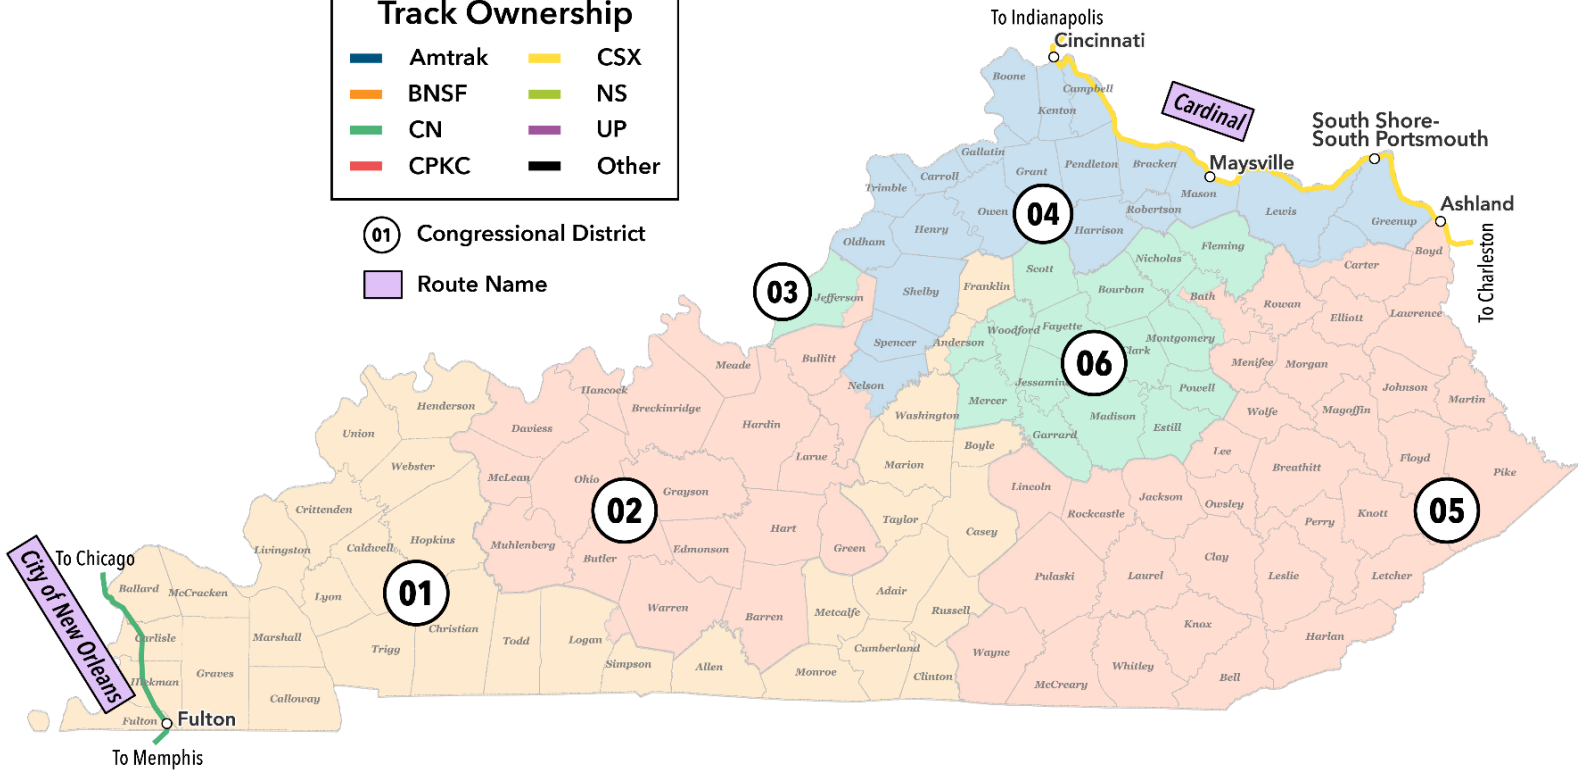 Track Ownership
Amtrak
CSX
BNSF
NS
CN
UP
CPKC
Other
01 Congressional District
Route Name
To Indianapolis
Cincinnati
Cardinal
South Shore-
South Portsmouth
Maysville
Ashland
To Charleston
Boone
Campbell
Kenton
Gallatin
Carroll
Trimble
Grant
Pendleton
Bracken
Mason
Robertson
Lewis
Greenup
Owen
04
Harrison
Henry
Oldham
Fleming
Nicholas
Boyd
Carter
Scott
Bourbon
Bath
Rowan
Elliott
Lawrence
03
Jefferson
Shelby
Franklin
Woodford
Fayette
Montgomery
Spencer
Anderson
06
Clark
Menifee
Morgan
Bullitt
Meade
Nelson
Jessamine
Powell
Johnson
Martin
Hancock
Breckinridge
Mercer
Madison
Wolfe
Magoffin
Henderson
Washington
Estill
Garrard
Union
Daviess
Hardin
Boyle
Lee
Floyd
Pike
Webster
McLean
Ohio
Grayson
Larue
Marion
Breathitt
Lincoln
Jackson
Owsley
Crittenden
02
Taylor
Rockcastle
Perry
Knott
05
Hart
Casey
Livingston
Caldwell
Hopkins
Muhlenberg
Butler
Edmonson
Green
Clay
To Chicago
City of New Orleans
Ballard
McCracken
Lyon
01
Warren
Barren
Metcalfe
Adair
Russell
Pulaski
Laurel
Leslie
Letcher
Carlisle
Marshall
Trigg
Christian
Todd
Logan
Simpson
Allen
Monroe
Cumberland
Clinton
Wayne
McCreary
Whitley
Knox
Bell
Harlan
Hickman
Graves
Calloway
Fulton
Fulton
To Memphis